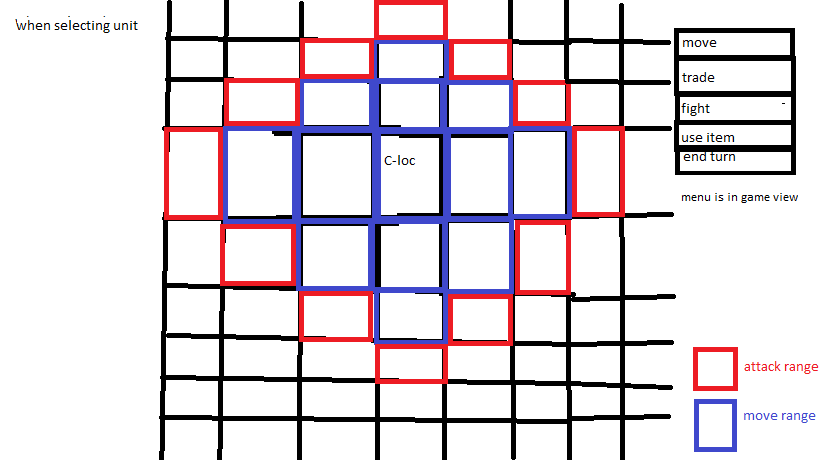 when selecting unit
move
trade
fight
use item
end turn
C-loc
menu is in game view
attack range
move range